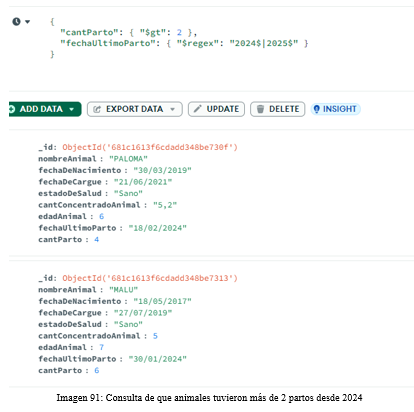 {
"cantParto": { "$gt": 2 },
"fechaUltimoParto": { "$regex": "2024$|2025$" }
}
ADD DATA EXPORT DATA UPDATE DELETE INSIGHT
_id: ObjectId('681c1613f6cdadd348be730f')
nombreAnimal : "PALOMA"
fechaDeNacimiento : "30/03/2019"
fechaDeCargue : "21/06/2021"
estadoDeSalud : "Sano"
cantConcentradoAnimal : "5,2"
edadAnimal : 6
fechaUltimoParto : "18/02/2024"
cantParto : 4
_id: ObjectId('681c1613f6cdadd348be7313')
nombreAnimal : "MALU"
fechaDeNacimiento : "18/05/2017"
fechaDeCargue : "27/07/2019"
estadoDeSalud : "Sano"
cantConcentradoAnimal : 5
edadAnimal : 7
fechaUltimoParto : "30/01/2024"
cantParto : 6
Imagen 91: Consulta de que animales tuvieron más de 2 partos desde 2024